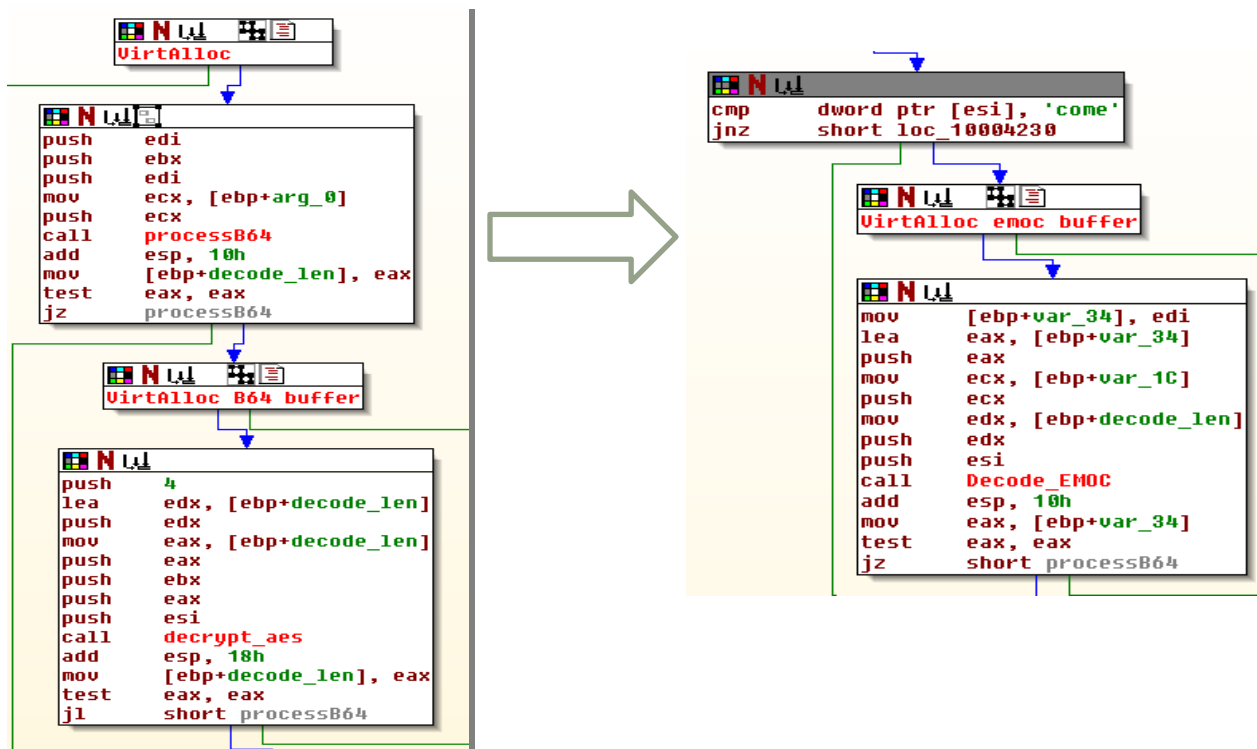 VirtAlloc
push edi
push ebx
push edi
mov ecx, [ebp+arg_0]
push ecx
call processB64
add esp, 10h
mov [ebp+decode_len], eax
test eax, eax
jz processB64
VirtAlloc B64 buffer
push 4
lea edx, [ebp+decode_len]
push edx
mov eax, [ebp+decode_len]
push eax
push ebx
push eax
push esi
call decrypt_aes
add esp, 18h
mov [ebp+decode_len], eax
test eax, eax
jl short processB64
cmp dword ptr [esi], 'come'
jnz short loc_10004230
VirtAlloc emoc buffer
mov [ebp+var_34], edi
lea eax, [ebp+var_34]
push eax
mov ecx, [ebp+var_1C]
push ecx
mov edx, [ebp+decode_len]
push edx
push esi
call Decode_EMOC
add esp, 10h
mov eax, [ebp+var_34]
test eax, eax
jz short processB64